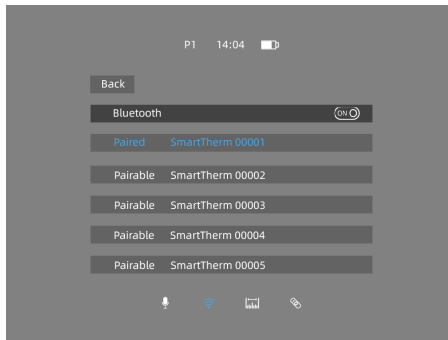 P1 14:04
Back
Bluetooth ON
Paired SmartTherm 00001
Pairable SmartTherm 00002
Pairable SmartTherm 00003
Pairable SmartTherm 00004
Pairable SmartTherm 00005